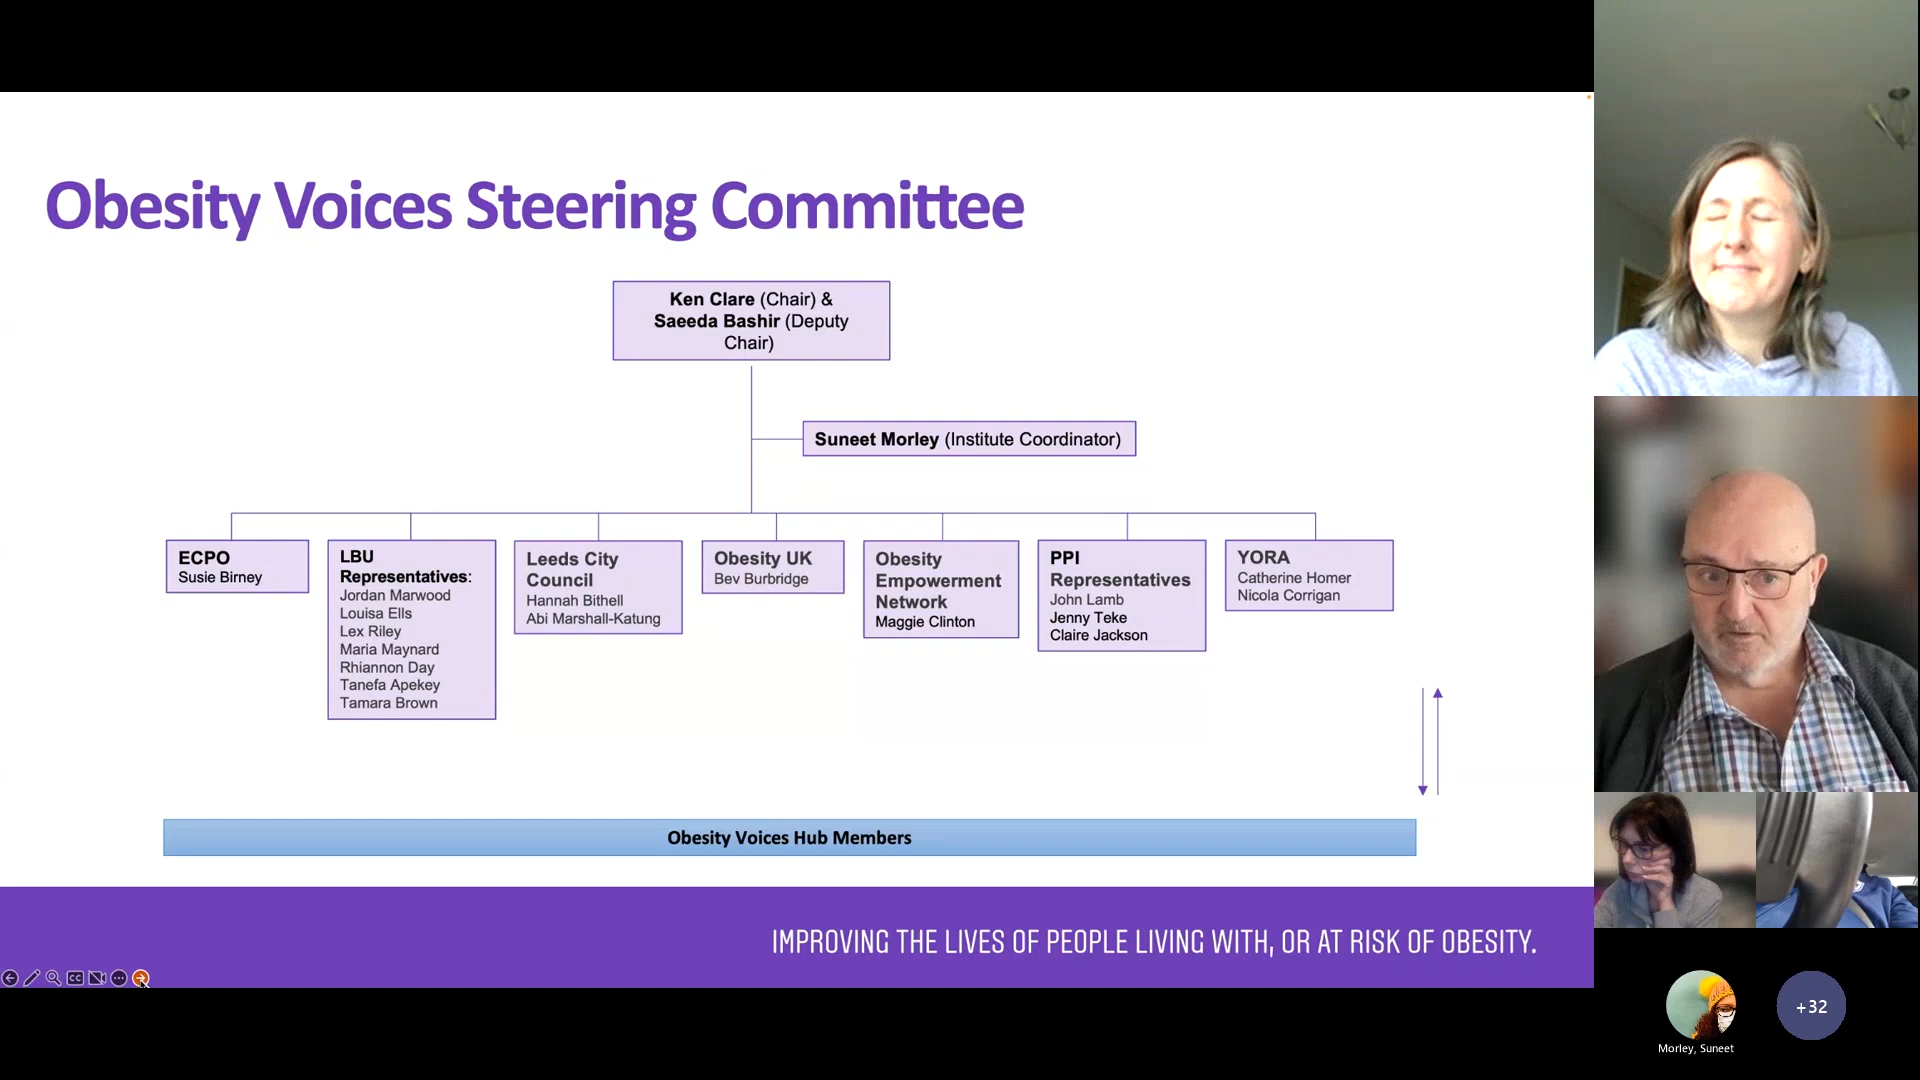 Obesity Voices Steering Committee
Ken Clare (Chair) &
Saeeda Bashir (Deputy
Chair)
Suneet Morley (Institute Coordinator)
ECPO
Susie Birney
LBU
Representatives:
Jordan Marwood
Louisa Ells
Lex Riley
Maria Maynard
Rhiannon Day
Tanefa Apekey
Tamara Brown
Leeds City
Council
Hannah Bithell
Abi Marshall-Katung
Obesity UK
Bev Burbridge
Obesity
Empowerment
Network
Maggie Clinton
PPI
Representatives
John Lamb
Jenny Teke
Claire Jackson
YORA
Catherine Homer
Nicola Corrigan
Obesity Voices Hub Members
IMPROVING THE LIVES OF PEOPLE LIVING WITH, OR AT RISK OF OBESITY.
CC
+32
Morley, Suneet